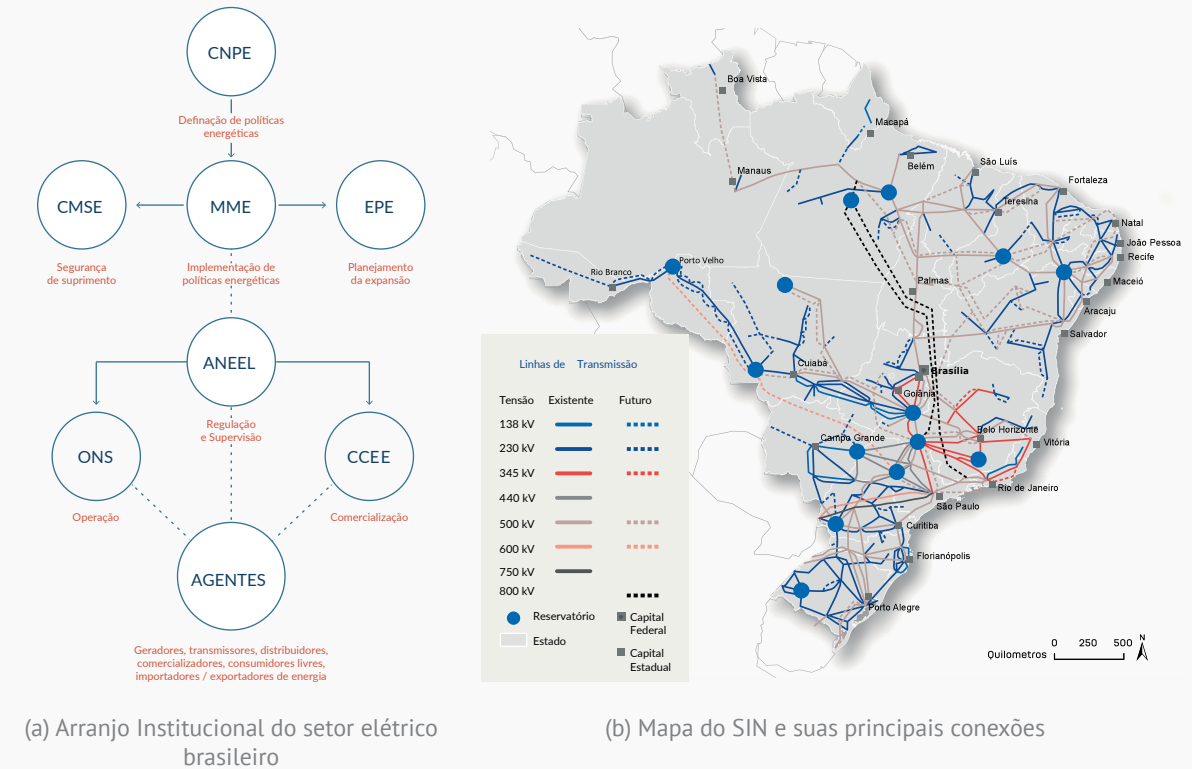 CNPE
Definação de políticas
energéticas
CMSE
MME
EPE
Segurança
de suprimento
Implementação de
políticas energéticas
Planejamento
da expansão
ANEEL
Regulação
e Supervisão
ONS
CCEE
Operação
Comercialização
AGENTES
Geradores, transmissores, distribuidores,
comercializadores, consumidores livres,
importadores / exportadores de energia
(a) Arranjo Institucional do setor elétrico
brasileiro
Boa Vista
Macapá
Manaus
Belém
São Luís
Fortaleza
Teresina
Natal
João Pessoa
Recife
Porto Velho
Rio Branco
Palmas
Maceió
Aracaju
Salvador
Cuiabá
Brasília
Goiânia
Campo Grande
Belo Horizonte
Vitória
Rio de Janeiro
São Paulo
Curitiba
Florianópolis
Porto Alegre
Linhas de Transmissão
Tensão Existente Futuro
138 kV
230 kV
345 kV
440 kV
500 kV
600 kV
750 kV
800 kV
Reservatório
Estado
Capital
Federal
Capital
Estadual
0 250 500
Quilometros
N
(b) Mapa do SIN e suas principais conexões